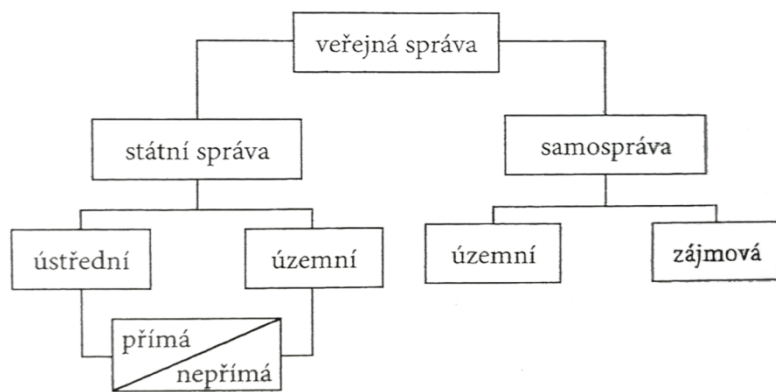 veřejná správa
státní správa
samospráva
ústřední
územní
územní
zájmová
přímá
nepřímá